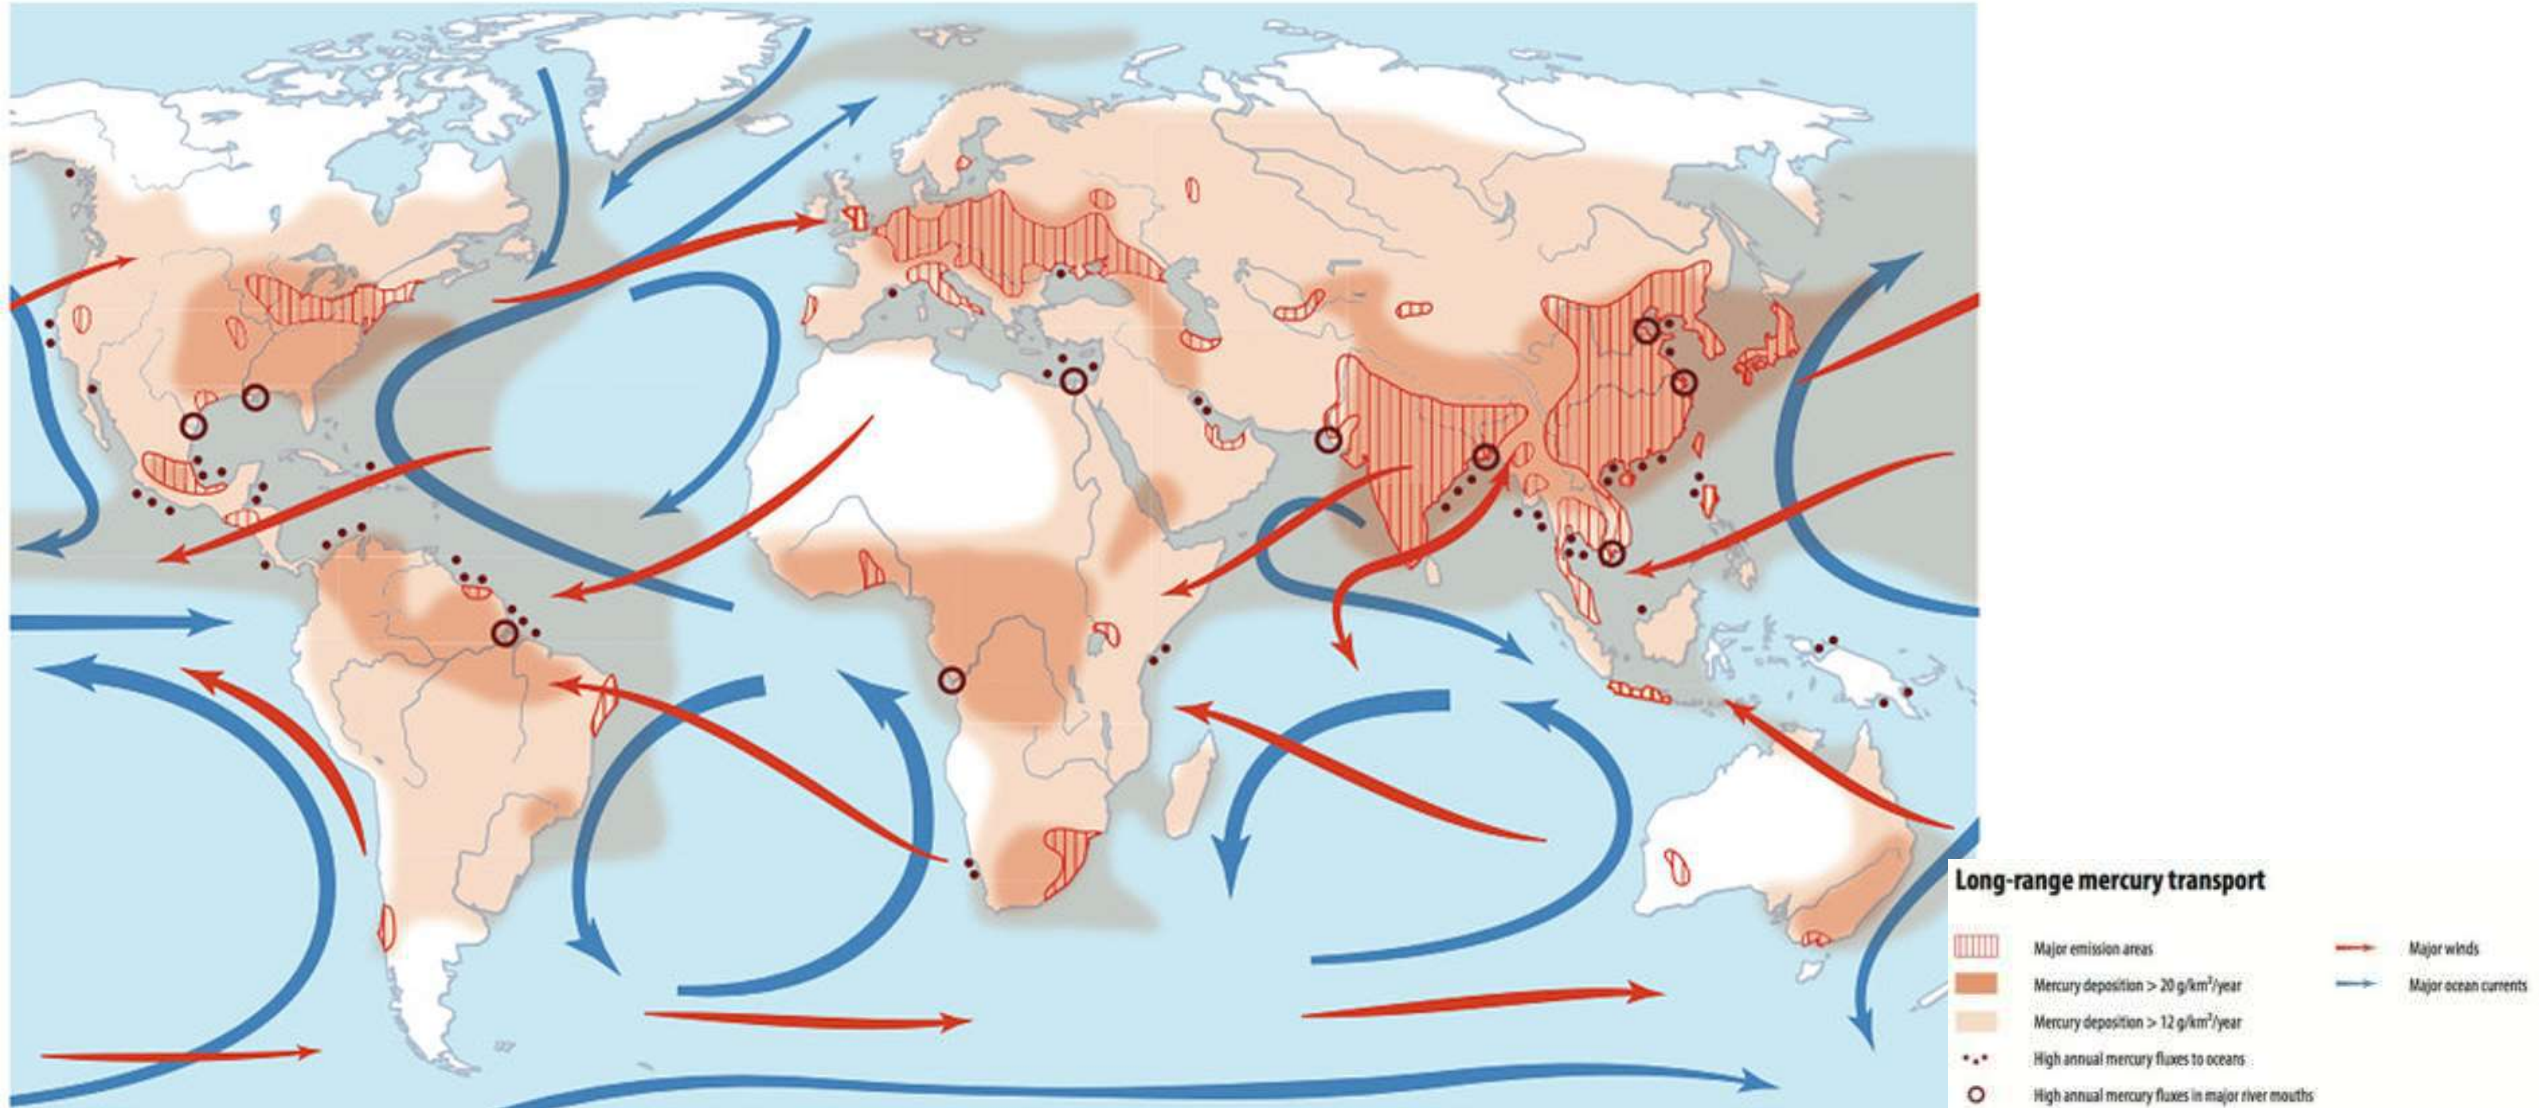 Long-range mercury transport
Major emission areas
Mercury deposition > 20 g/km²/year
Mercury deposition > 12 g/km²/year
High annual mercury fluxes to oceans
High annual mercury fluxes in major river mouths
Major winds
Major ocean currents